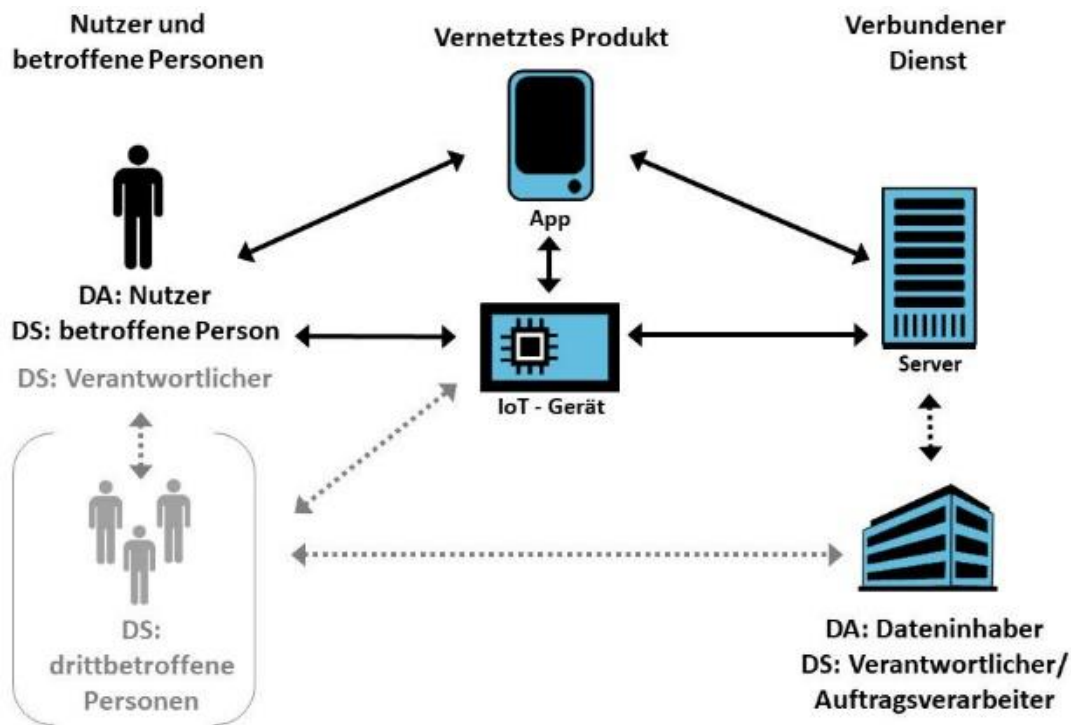 Nutzer und
betroffene Personen
Vernetztes Produkt
Verbundener
Dienst
App
DA: Nutzer
DS: betroffene Person
DS: Verantwortlicher
IoT - Gerät
Server
DS:
drittbetroffene
Personen
DA: Dateninhaber
DS: Verantwortlicher/
Auftragsverarbeiter